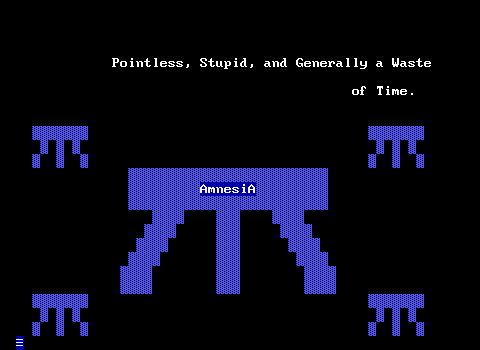 Pointless, Stupid, and Generally a Waste
of Time.
AmnesiA